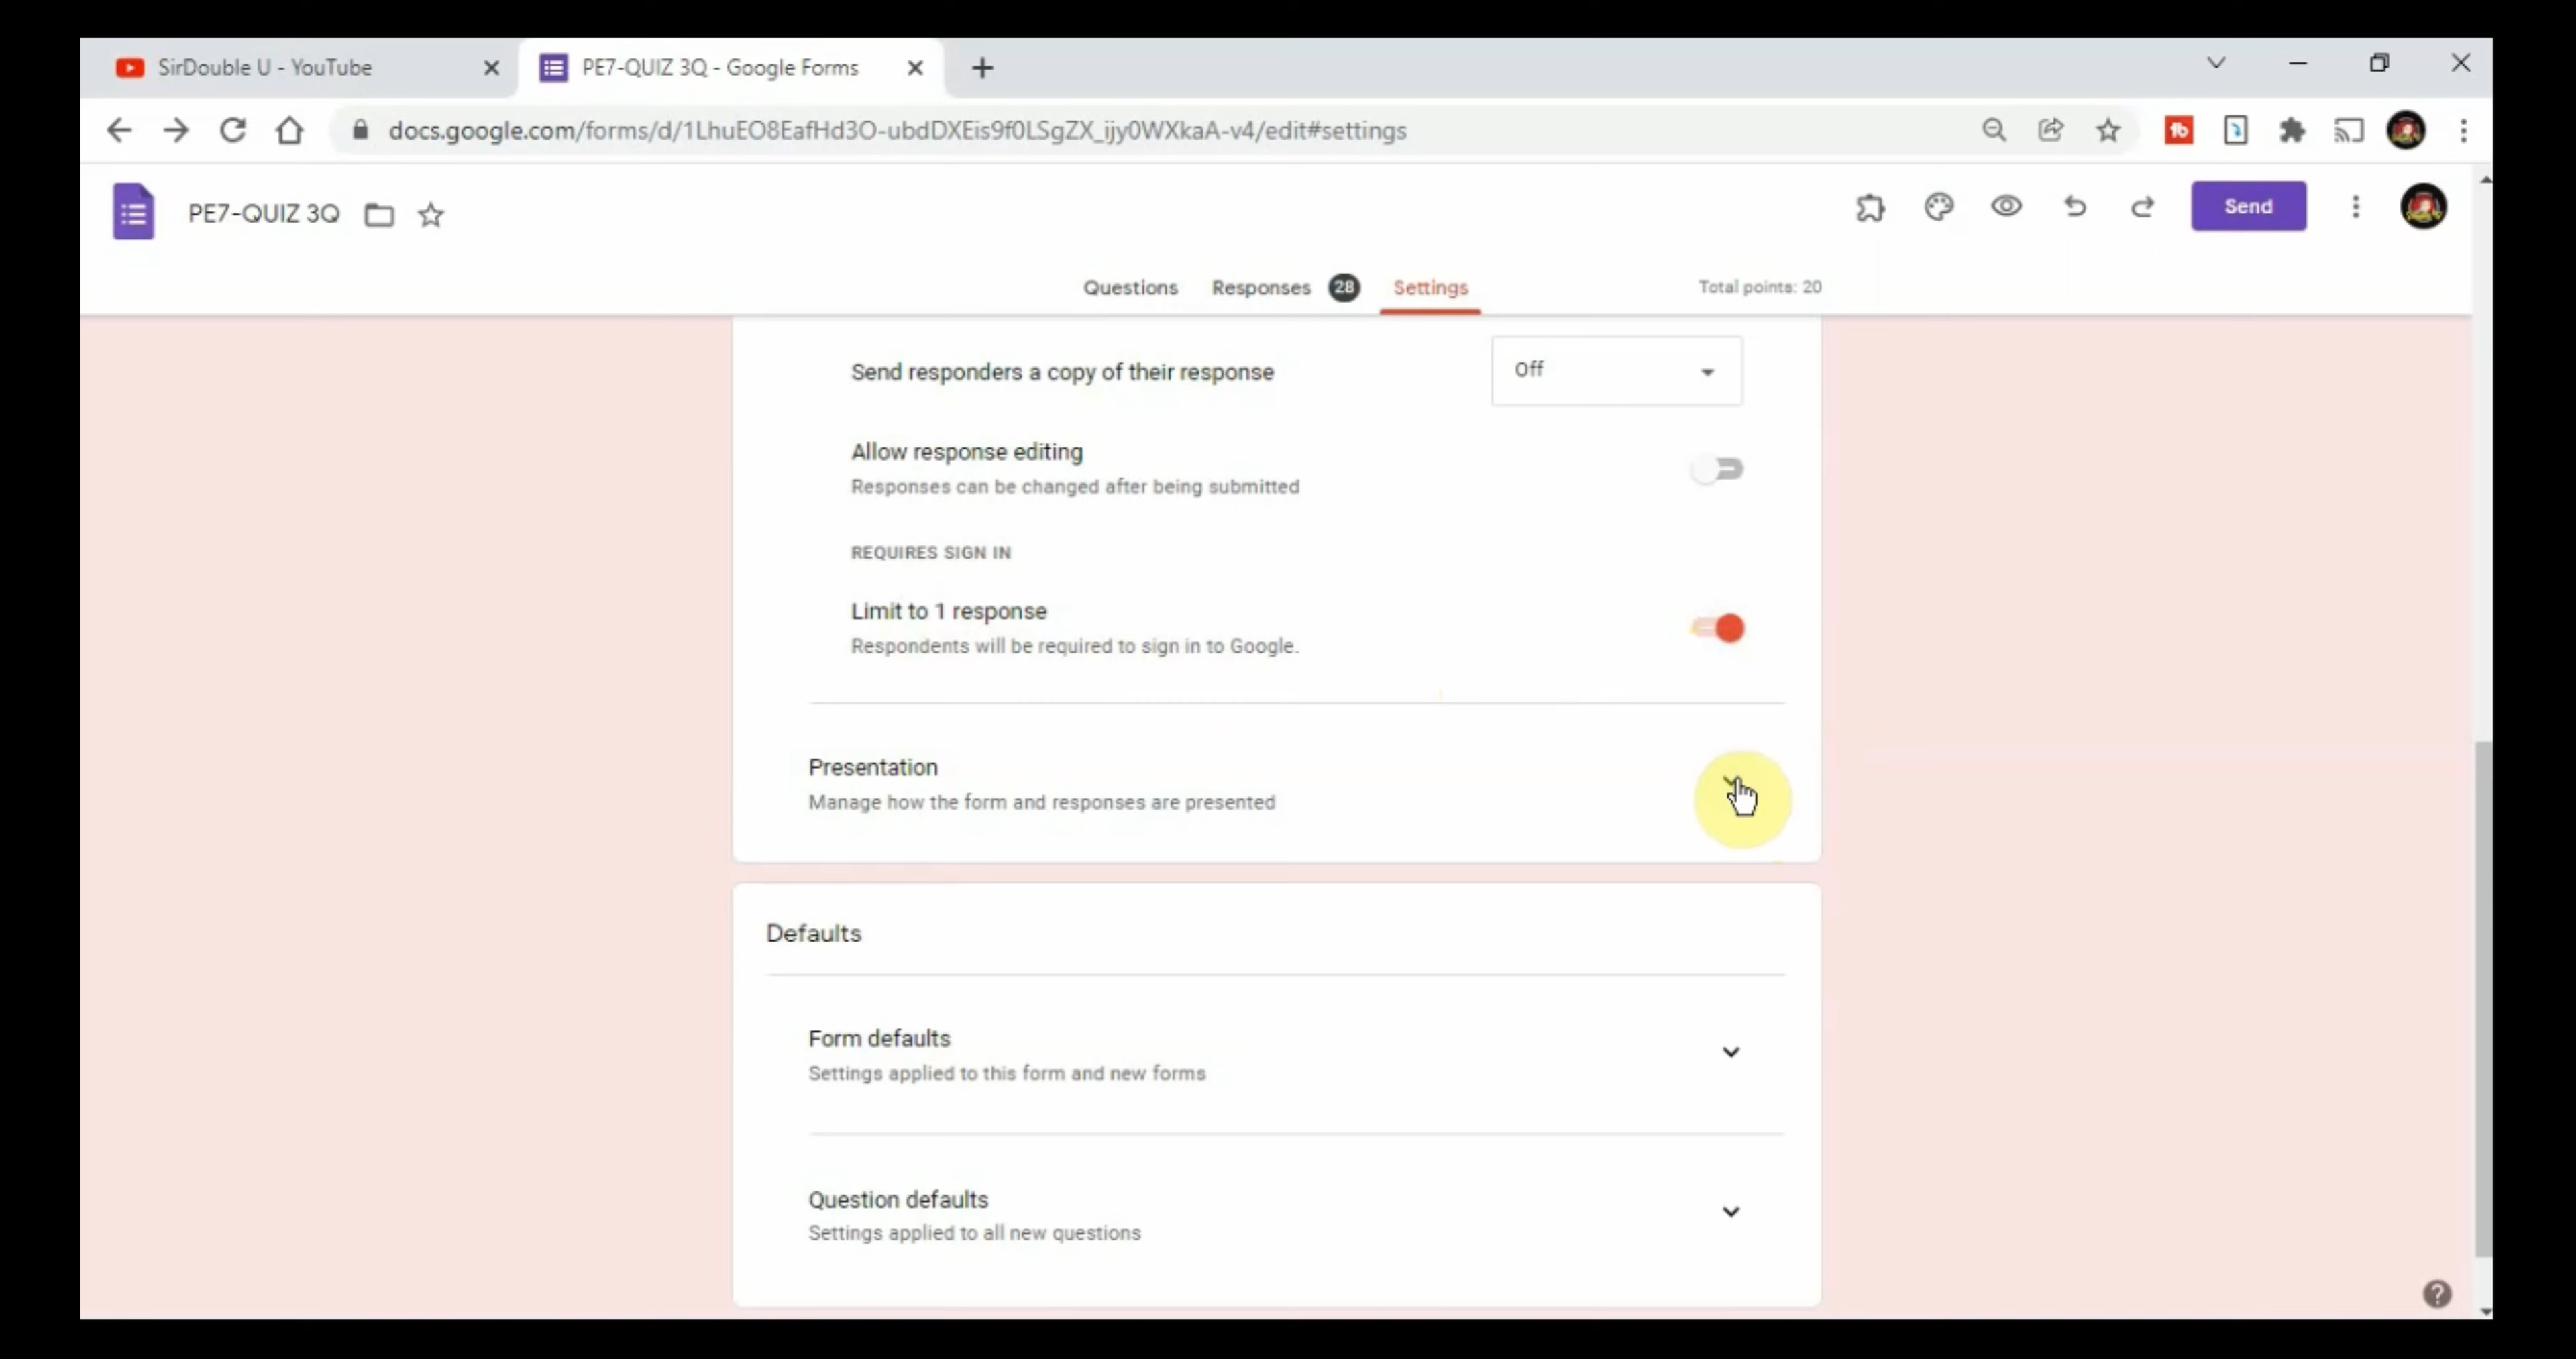 SirDouble U - YouTube
PE7-QUIZ 3Q - Google Forms
docs.google.com/forms/d/1LhuEO8EafHd3O-ubdDXEis9f0LSgZX_ijy0WXkaA-v4/edit#settings
PE7-QUIZ 3Q
Send
Questions Responses 28 Settings Total points: 20
Send responders a copy of their response Off
Allow response editing
Responses can be changed after being submitted
REQUIRES SIGN IN
Limit to 1 response
Respondents will be required to sign in to Google.
Presentation
Manage how the form and responses are presented
Defaults
Form defaults
Settings applied to this form and new forms
Question defaults
Settings applied to all new questions